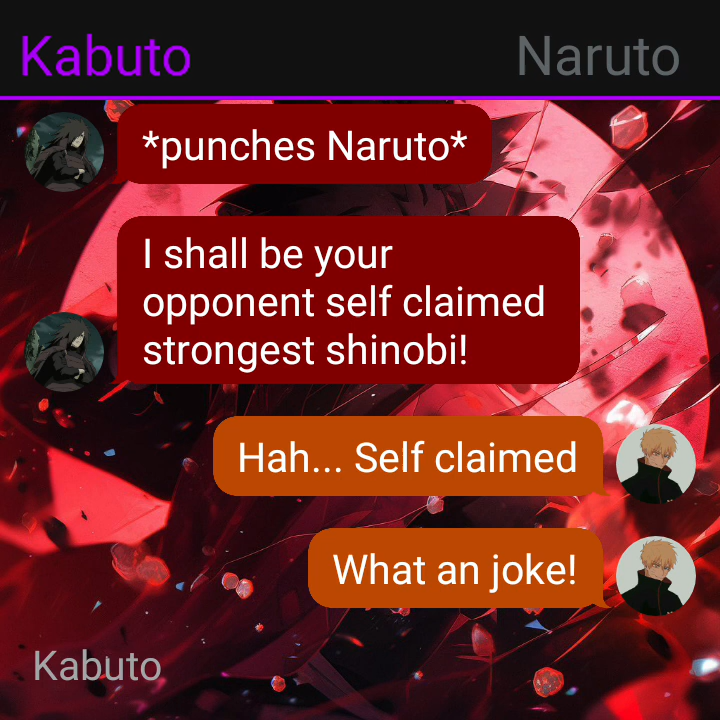 Kabuto Naruto
*punches Naruto*
I shall be your
opponent self claimed
strongest shinobi!
Hah... Self claimed
What an joke!
Kabuto